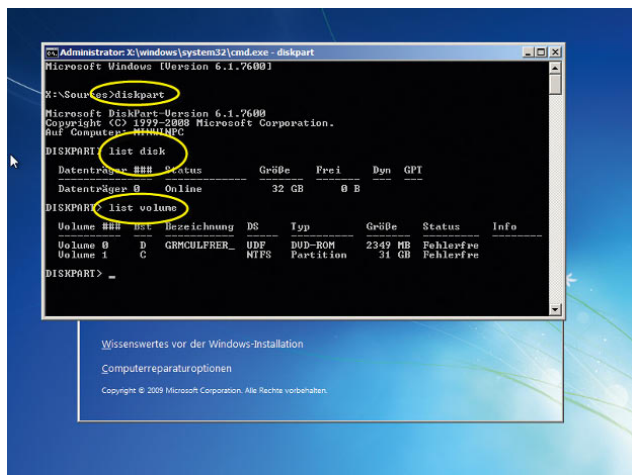 Administrator: X:\windows\system32\cmd.exe - diskpart
Microsoft Windows [Version 6.1.7600]
X:\Sources>diskpart
Microsoft DiskPart-Version 6.1.7600
Copyright (C) 1999-2008 Microsoft Corporation.
Auf Computer: MINWINPC
DISKPART> list disk
Datenträger ### Status Größe Frei Dyn GPT
Datenträger 0 Online 32 GB 0 B
DISKPART> list volume
Volume ### Bst Bezeichnung DS Typ Größe Status Info
Volume 0 D GRMCULFRER_ UDF DVD-ROM 2349 MB Fehlerfre
Volume 1 C NTFS Partition 31 GB Fehlerfre
DISKPART> _
Wissenswertes vor der Windows-Installation
Computerreparaturoptionen
Copyright © 2009 Microsoft Corporation. Alle Rechte vorbehalten.